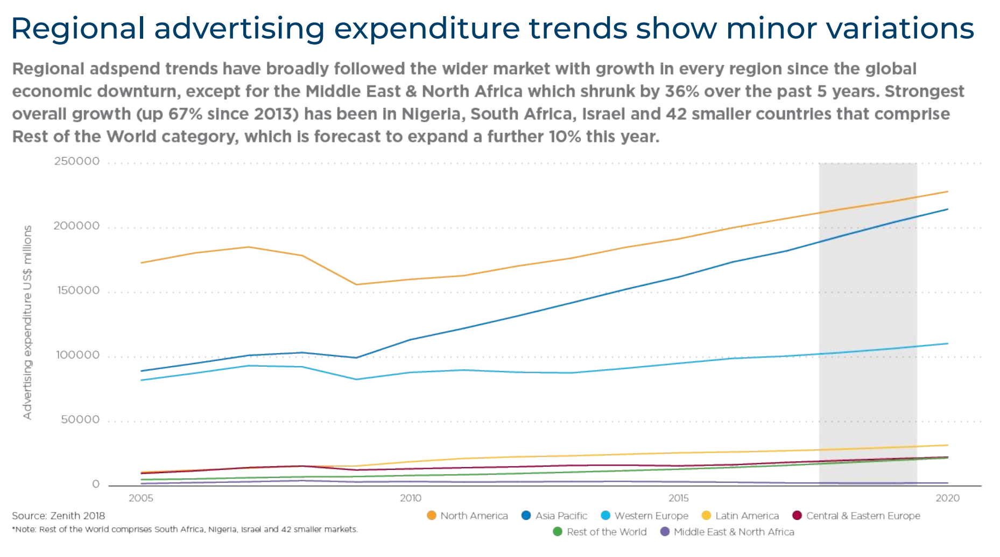 Regional advertising expenditure trends show minor variations
Regional adspend trends have broadly followed the wider market with growth in every region since the global
economic downturn, except for the Middle East & North Africa which shrunk by 36% over the past 5 years. Strongest
overall growth (up 67% since 2013) has been in Nigeria, South Africa, Israel and 42 smaller countries that comprise
Rest of the World category, which is forecast to expand a further 10% this year.
Advertising expenditure US$ millions
250000
200000
150000
100000
50000
0
2005
2010
2015
2020
Source: Zenith 2018
*Note: Rest of the World comprises South Africa, Nigeria, Israel and 42 smaller markets.
North America
Asia Pacific
Western Europe
Latin America
Central & Eastern Europe
Rest of the World
Middle East & North Africa